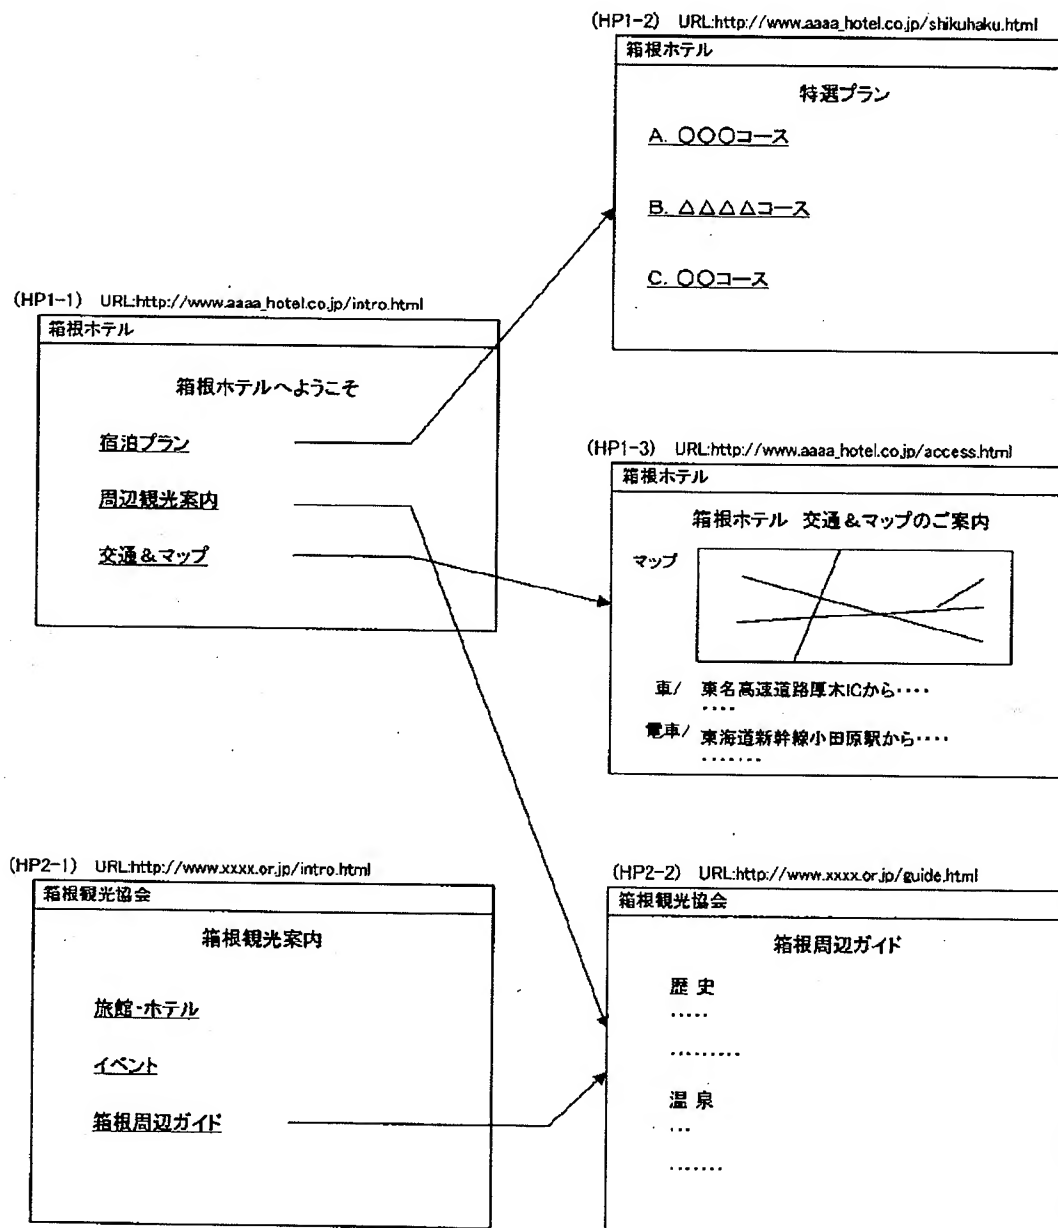 (HP1-2) URL:http://www.aaaa_hotel.co.jp/shikuhaku.html
箱根ホテル
特選プラン
A. 〇〇〇コース
B. △△△△コース
C. 〇〇コース
(HP1-1) URL:http://www.aaaa_hotel.co.jp/intro.html
箱根ホテル
箱根ホテルへようこそ
宿泊プラン
周辺観光案内
交通&マップ
(HP1-3) URL:http://www.aaaa_hotel.co.jp/access.html
箱根ホテル
箱根ホテル 交通&マップのご案内
マップ
車/ 東名高速道路厚木ICから····
····
電車/ 東海道新幹線小田原駅から····
·······
(HP2-1) URL:http://www.xxxx.or.jp/intro.html
箱根観光協会
箱根観光案内
旅館・ホテル
イベント
箱根周辺ガイド
(HP2-2) URL:http://www.xxxx.or.jp/guide.html
箱根観光協会
箱根周辺ガイド
歴 史
·····
·········
温 泉
···
·······